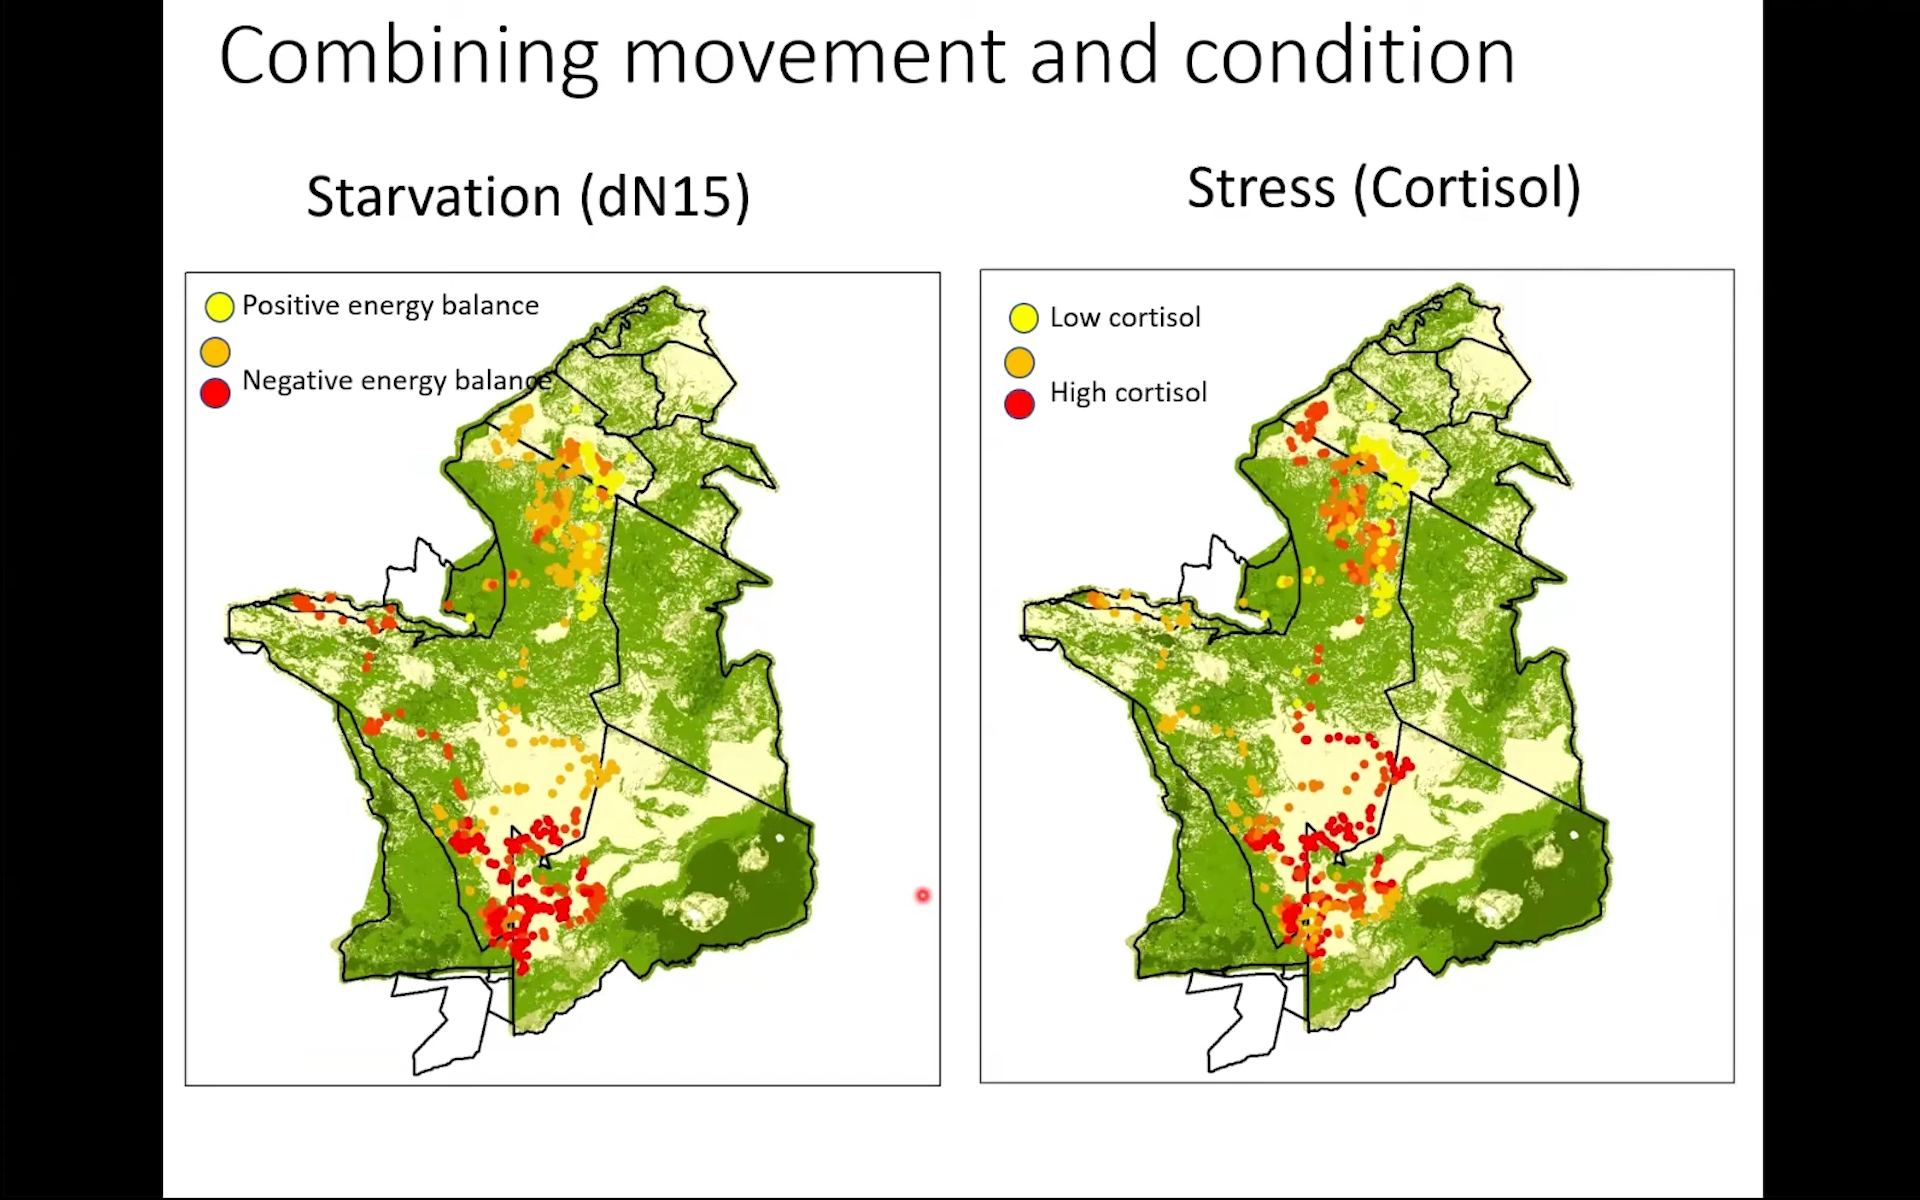 Combining movement and condition
Starvation (dN15)
Stress (Cortisol)
Positive energy balance
Negative energy balance
Low cortisol
High cortisol